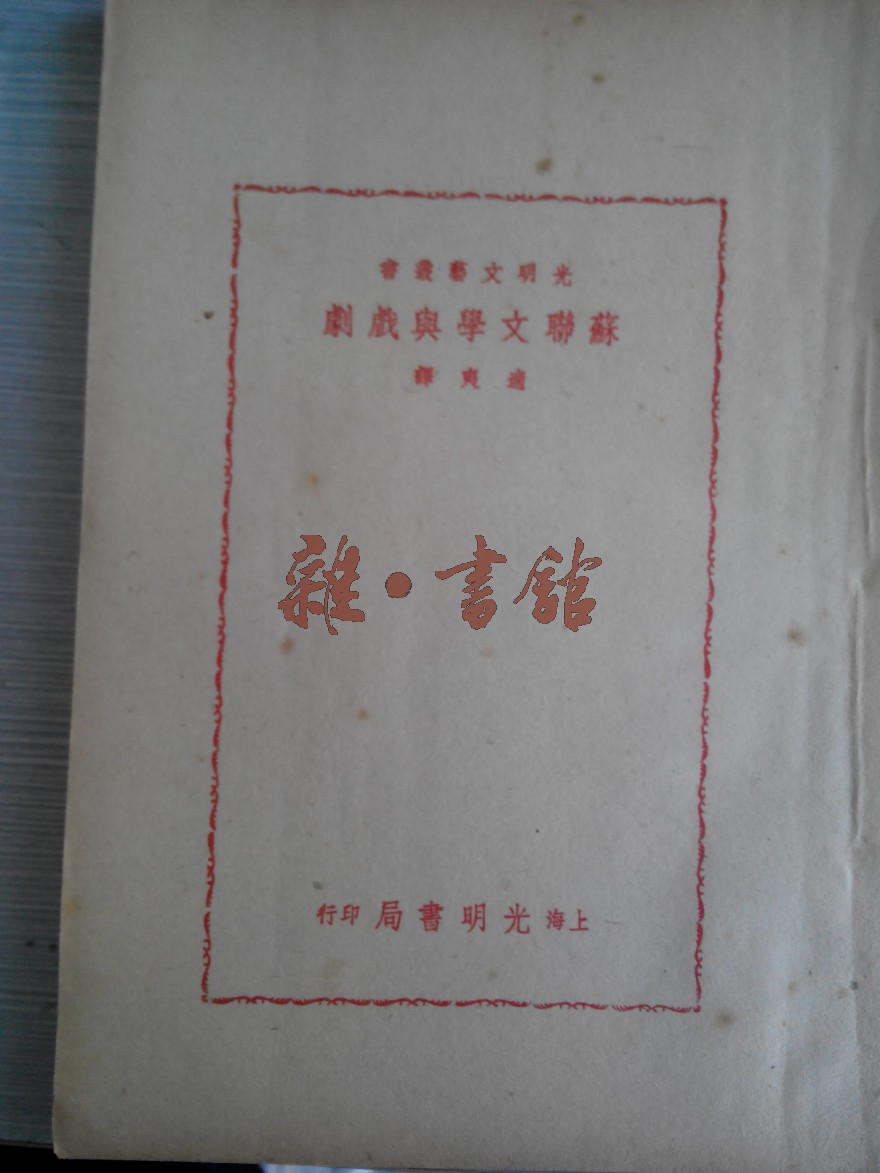 光明文藝叢書
蘇聯文學與戲劇
適夷譯
雜·書館
上海光明書局印行